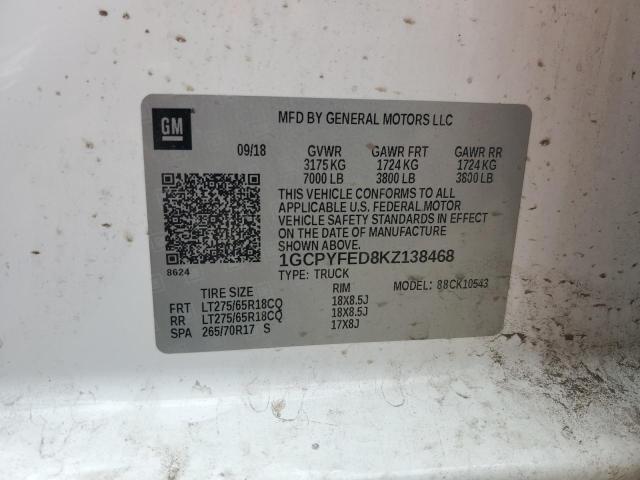 GM
MFD BY GENERAL MOTORS LLC
09/18 GVWR GAWR FRT GAWR RR
3175 KG 1724 KG 1724 KG
7000 LB 3800 LB 3800 LB
THIS VEHICLE CONFORMS TO ALL
APPLICABLE U.S. FEDERAL MOTOR
VEHICLE SAFETY STANDARDS IN EFFECT
ON THE DATE OF MANUFACTURE
SHOWN ABOVE.
8624
1GCPYFED8KZ138468
TYPE: TRUCK MODEL: 88CK10543
TIRE SIZE RIM
FRT LT275/65R18CQ 18X8.5J
RR LT275/65R18CQ 18X8.5J
SPA 265/70R17 S 17X8J